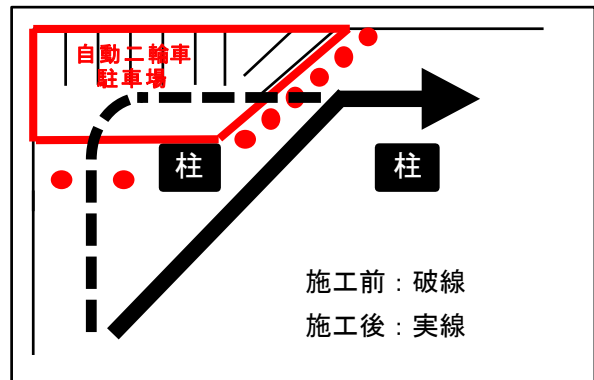 自動二輪車
駐車場
柱
柱
施工前：破線
施工後：実線